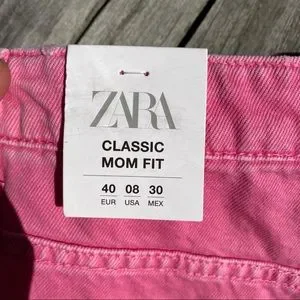 ZARA
CLASSIC
MOM FIT
40 08 30
EUR USA MEX